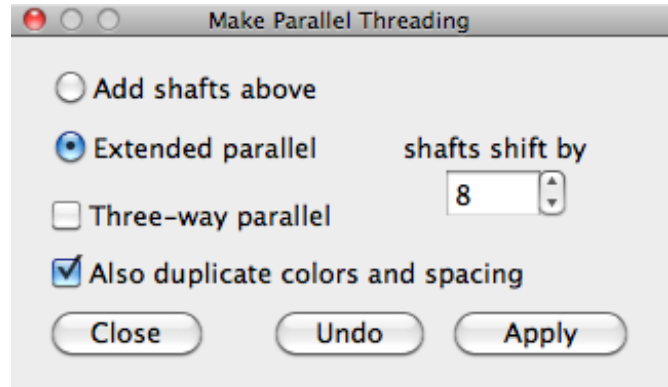 Make Parallel Threading
Add shafts above
Extended parallel
shafts shift by
8
Three-way parallel
Also duplicate colors and spacing
Close
Undo
Apply